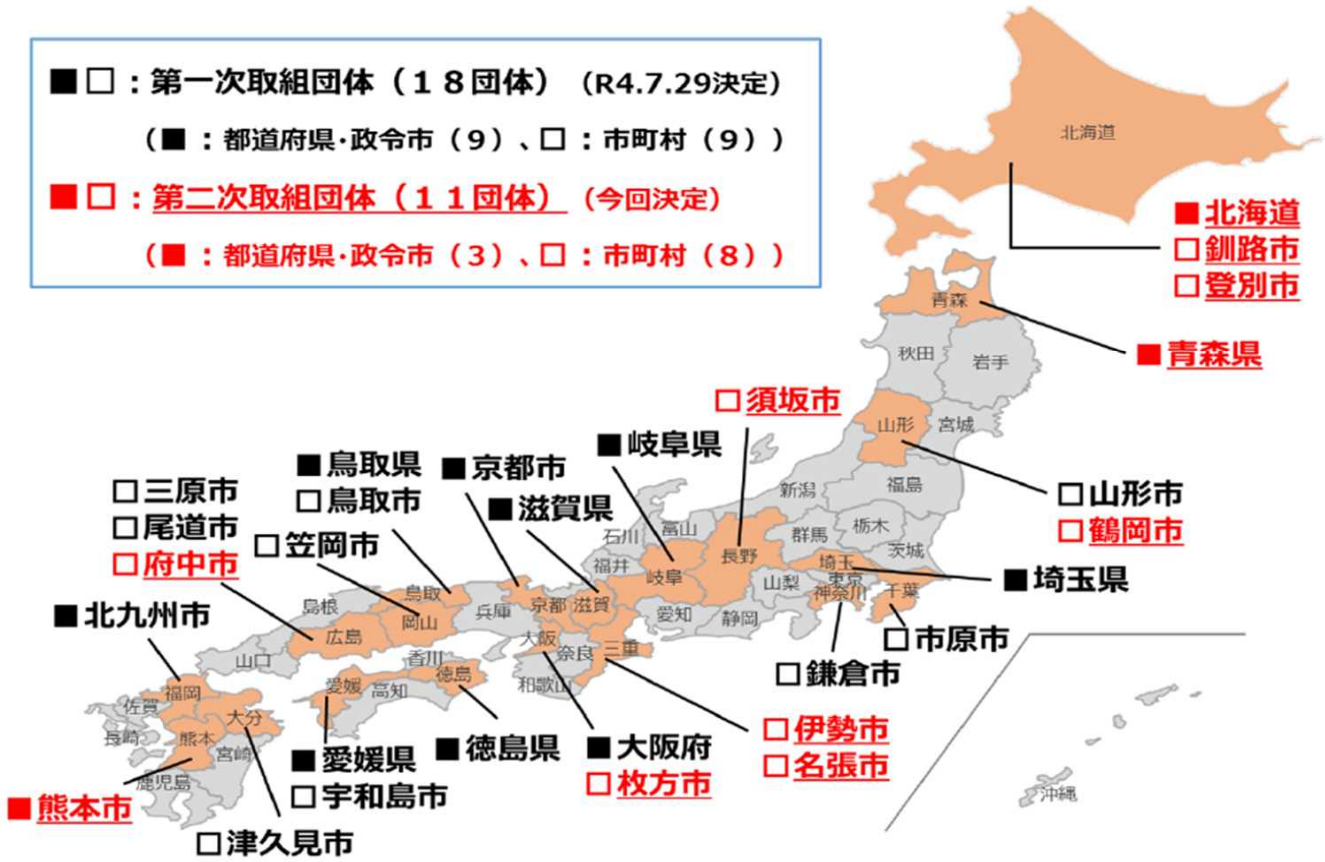 ■□：第一次取組団体（１８団体）（R4.7.29決定）
（■：都道府県･政令市（9）、□：市町村（9））
■□：第二次取組団体（１１団体）（今回決定）
（■：都道府県･政令市（3）、□：市町村（8））
北海道
■北海道
□釧路市
□登別市
青森
■青森県
秋田
岩手
□須坂市
山形
宮城
■岐阜県
■鳥取県
■京都市
□鳥取市
□三原市
□尾道市
□府中市
■滋賀県
□笠岡市
新潟
福島
□山形市
□鶴岡市
石川
富山
群馬
栃木
茨城
長野
福井
岐阜
埼玉
■埼玉県
山梨
東京
神奈川
千葉
鳥取
島根
兵庫
京都
滋賀
愛知
静岡
■北九州市
岡山
広島
大阪
奈良
三重
□市原市
山口
香川
徳島
和歌山
□鎌倉市
愛媛
高知
福岡
佐賀
大分
長崎
熊本
宮崎
■愛媛県
□宇和島市
■徳島県
■大阪府
□枚方市
□伊勢市
□名張市
鹿児島
■熊本市
□津久見市
沖縄